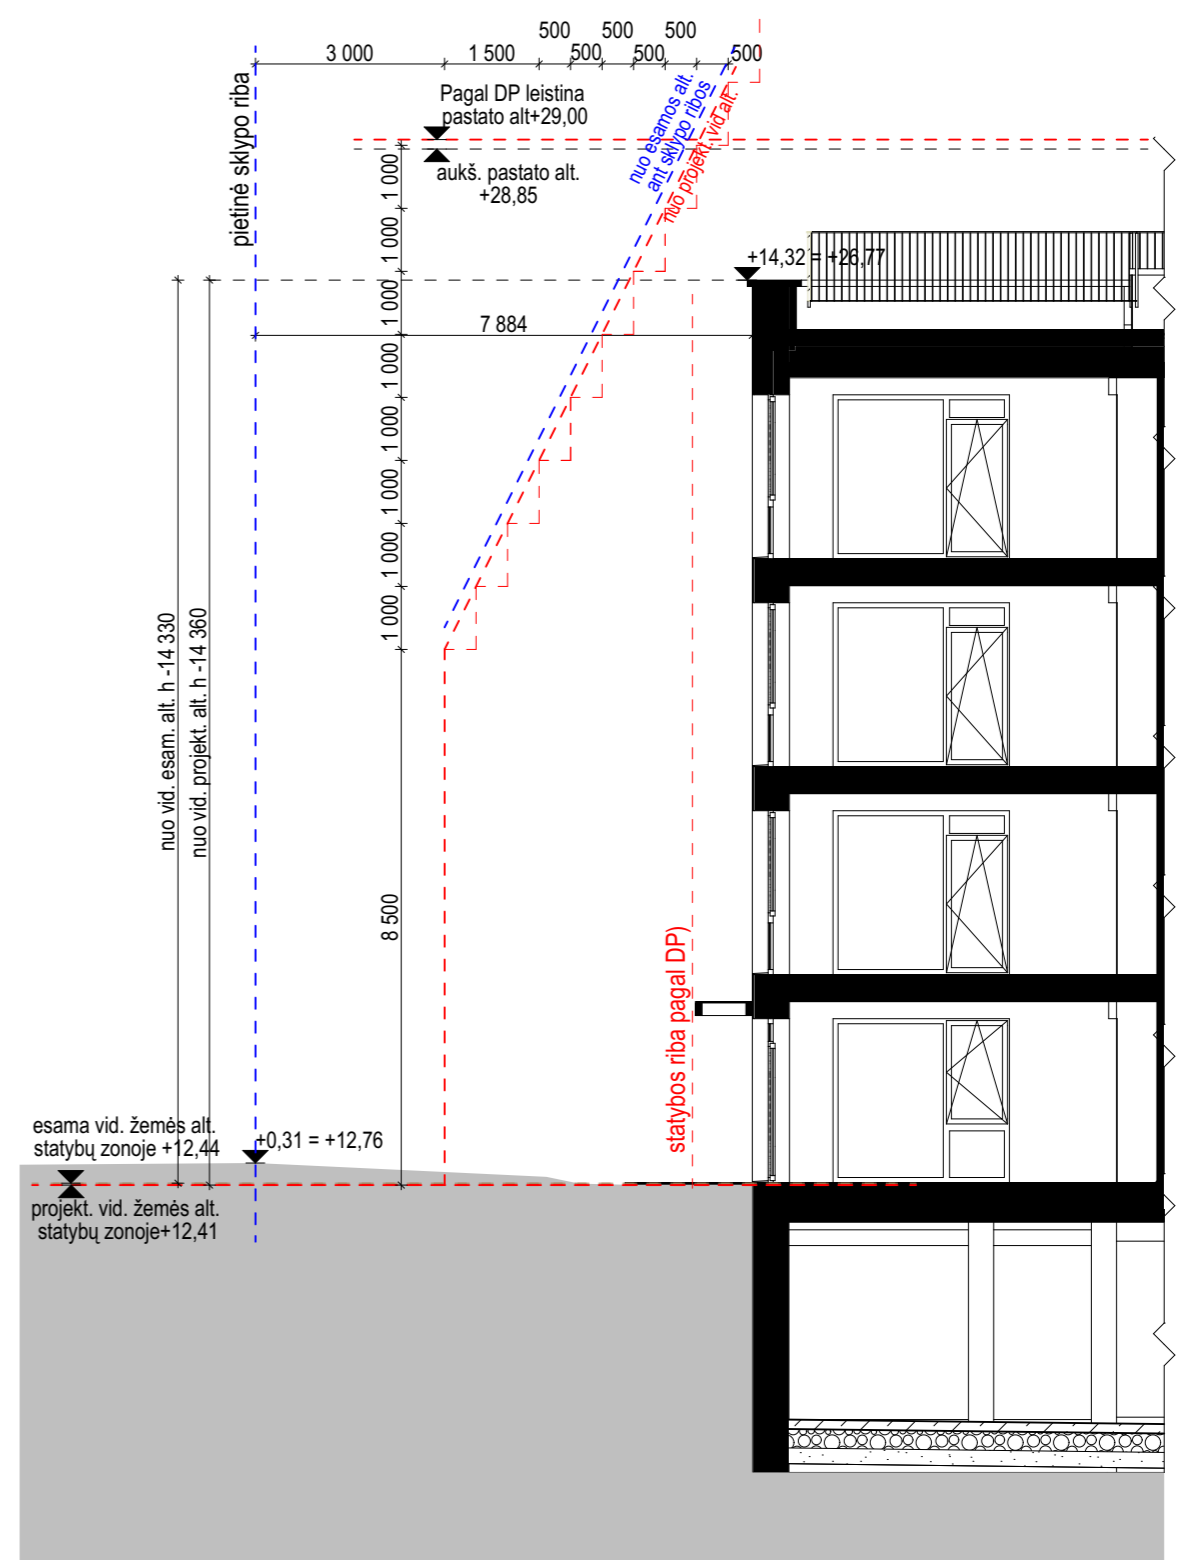 500 500 500
3 000 1 500 500 500 500
pietinė sklypo riba
Pagal DP leistina
pastato alt+29,00
aukš. pastato alt.
+28,85
nuo esamos alt.
ant sklypo ribos
nuo projekt. vid alt.
+14,32 = +26,77
7 884
1 000
1 000
1 000
1 000
1 000
1 000
1 000
1 000
8 500
nuo vid. esam. alt. h -14 330
nuo vid. projekt. alt. h -14 360
statybos riba pagal DP)
esama vid. žemės alt.
statybų zonoje +12,44
+0,31 = +12,76
projekt. vid. žemės alt.
statybų zonoje+12,41